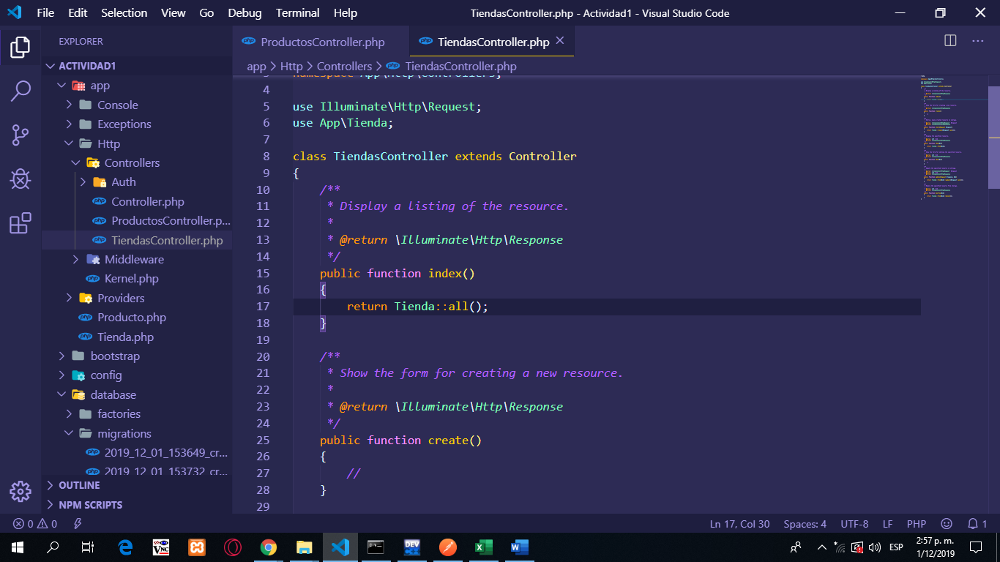 File Edit Selection View Go Debug Terminal Help
TiendasController.php - Actividad1 - Visual Studio Code
EXPLORER
ACTIVIDAD1
app
Console
Exceptions
Http
Controllers
Auth
Controller.php
ProductosController.p...
TiendasController.php
Middleware
Kernel.php
Providers
Producto.php
Tienda.php
bootstrap
config
database
factories
migrations
2019_12_01_153649_cr...
2019_12_01_153732_cr...
OUTLINE
NPM SCRIPTS
ProductosController.php
TiendasController.php
app > Http > Controllers > TiendasController.php
3 namespace App\Http\Controllers;
4
5 use Illuminate\Http\Request;
6 use App\Tienda;
7
8 class TiendasController extends Controller
9 {
10 /**
11 * Display a listing of the resource.
12 *
13 * @return \Illuminate\Http\Response
14 */
15 public function index()
16 {
17 return Tienda::all();
18 }
19
20 /**
21 * Show the form for creating a new resource.
22 *
23 * @return \Illuminate\Http\Response
24 */
25 public function create()
26 {
27 //
28 }
29
0 0
Ln 17, Col 30 Spaces: 4 UTF-8 LF PHP 1
VNC
DEV
ESP
2:57 p. m.
1/12/2019